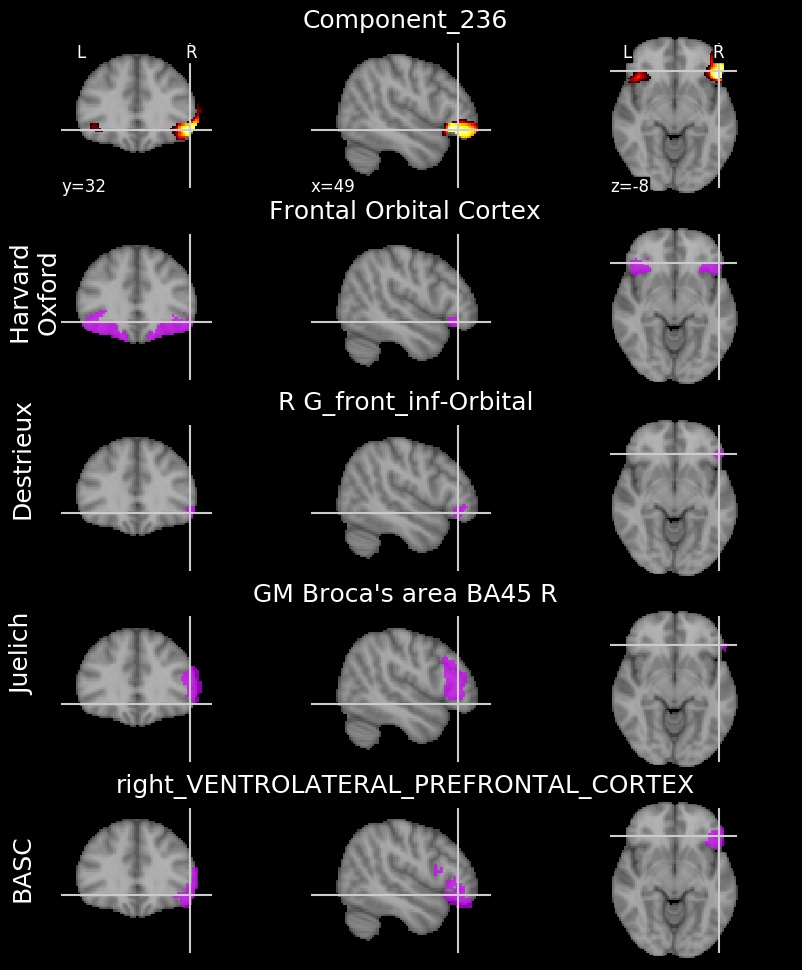 Component_236
L R
L R
y=32
x=49
z=-8
Frontal Orbital Cortex
Harvard
Oxford
R G_front_inf-Orbital
Destrieux
GM Broca's area BA45 R
Juelich
right_VENTROLATERAL_PREFRONTAL_CORTEX
BASC